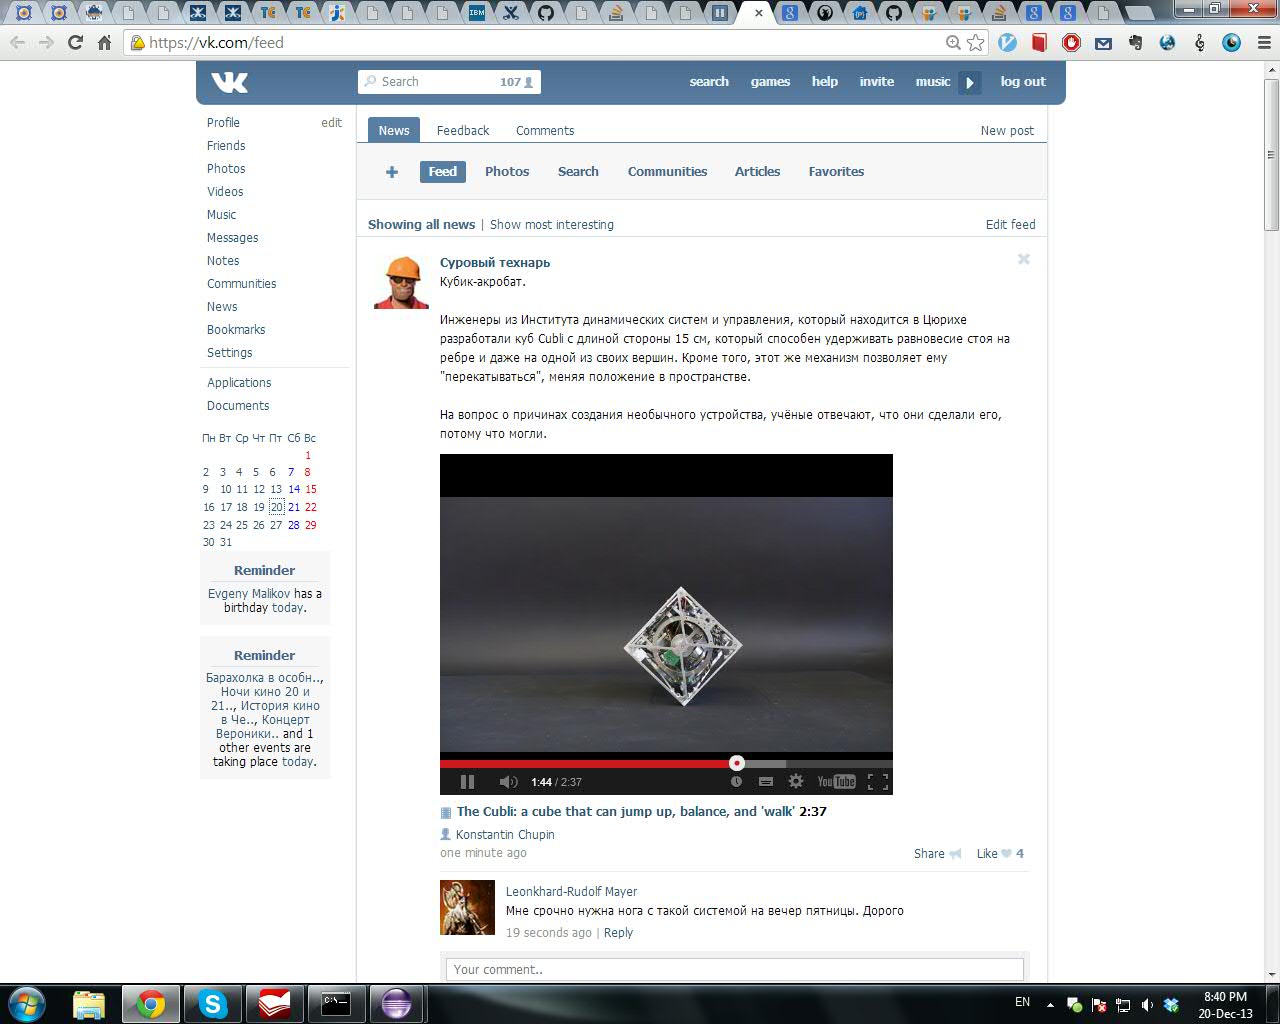 https://vk.com/feed
Search 107
search games help invite music log out
Profile edit
Friends
Photos
Videos
Music
Messages
Notes
Communities
News
Bookmarks
Settings
Applications
Documents
Пн Вт Ср Чт Пт Сб Вс
1
2 3 4 5 6 7 8
9 10 11 12 13 14 15
16 17 18 19 20 21 22
23 24 25 26 27 28 29
30 31
Reminder
Evgeny Malikov has a
birthday today.
Reminder
Барахолка в особн..,
Ночи кино 20 и
21.., История кино
в Че.., Концерт
Вероники.. and 1
other events are
taking place today.
News Feedback Comments New post
+ Feed Photos Search Communities Articles Favorites
Showing all news | Show most interesting Edit feed
Суровый технарь
Кубик-акробат.
Инженеры из Института динамических систем и управления, который находится в Цюрихе
разработали куб Cubli с длиной стороны 15 см, который способен удерживать равновесие стоя на
ребре и даже на одной из своих вершин. Кроме того, этот же механизм позволяет ему
"перекатываться", меняя положение в пространстве.
На вопрос о причинах создания необычного устройства, учёные отвечают, что они сделали его,
потому что могли.
1:44 / 2:37 YouTube
The Cubli: a cube that can jump up, balance, and 'walk' 2:37
Konstantin Chupin
one minute ago Share Like 4
Leonkhard-Rudolf Mayer
Мне срочно нужна нога с такой системой на вечер пятницы. Дорого
19 seconds ago | Reply
Your comment..
EN 8:40 PM
20-Dec-13